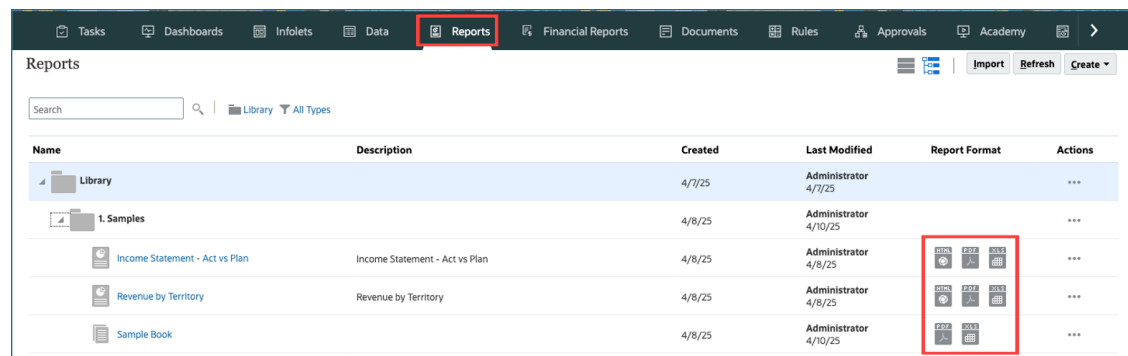 Tasks Dashboards Infolets Data Reports Financial Reports Documents Rules Approvals Academy
Reports
Import Refresh Create
Search Library All Types
Name Description Created Last Modified Report Format Actions
Library 4/7/25 Administrator
4/7/25
1. Samples 4/8/25 Administrator
4/10/25
HTML PDF XLS
Income Statement - Act vs Plan Income Statement - Act vs Plan 4/8/25 Administrator
4/8/25
HTML PDF XLS
Revenue by Territory Revenue by Territory 4/8/25 Administrator
4/8/25
PDF XLS
Sample Book 4/8/25 Administrator
4/10/25